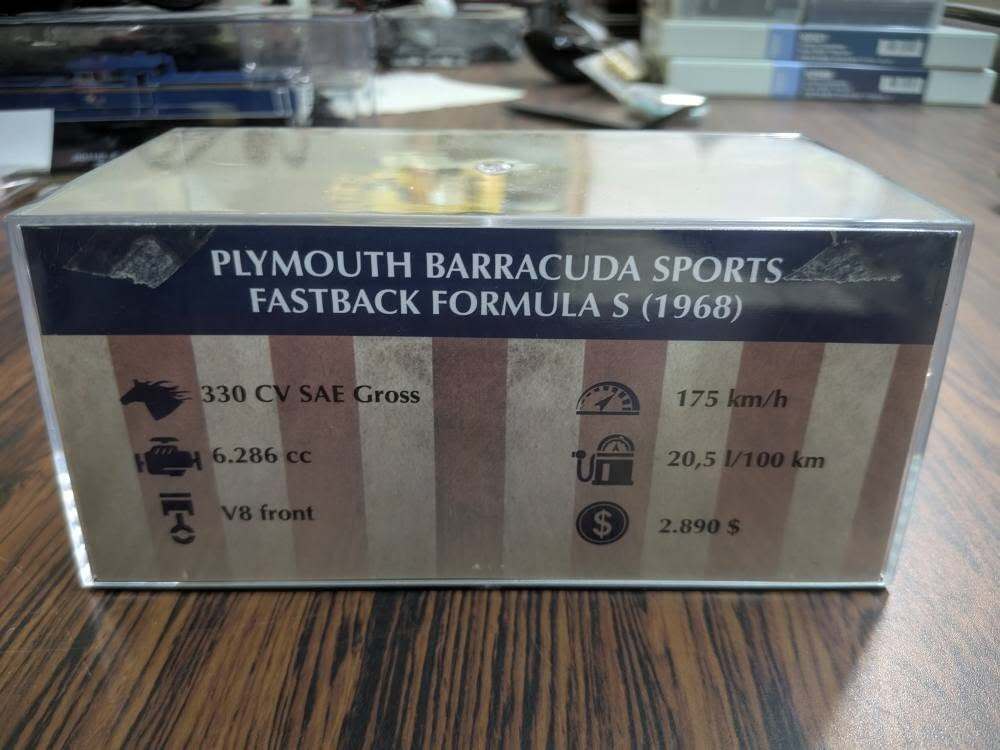 PLYMOUTH BARRACUDA SPORTS
FASTBACK FORMULA S (1968)
330 CV SAE Gross
175 km/h
6.286 cc
20,5 l/100 km
V8 front
$
2.890 $